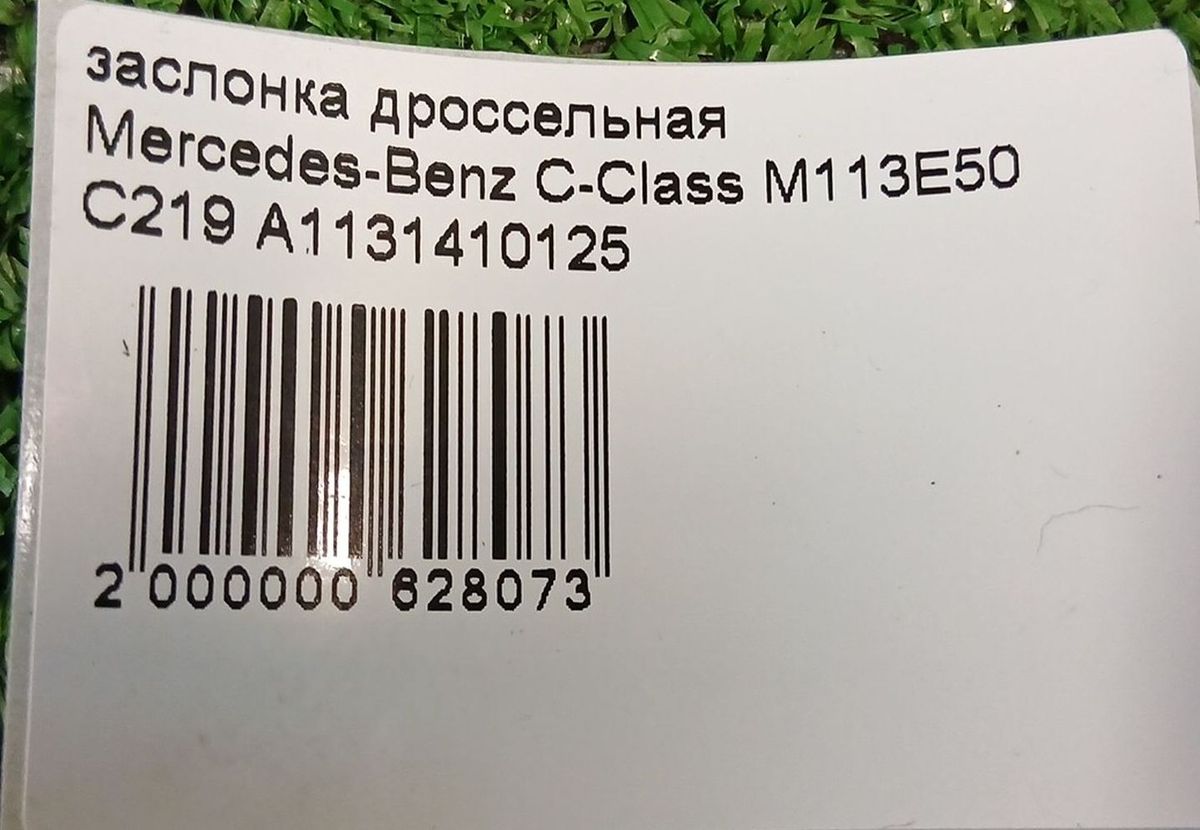 заслонка дроссельная
Mercedes-Benz C-Class M113E50
C219 A1131410125
2 000000 628073